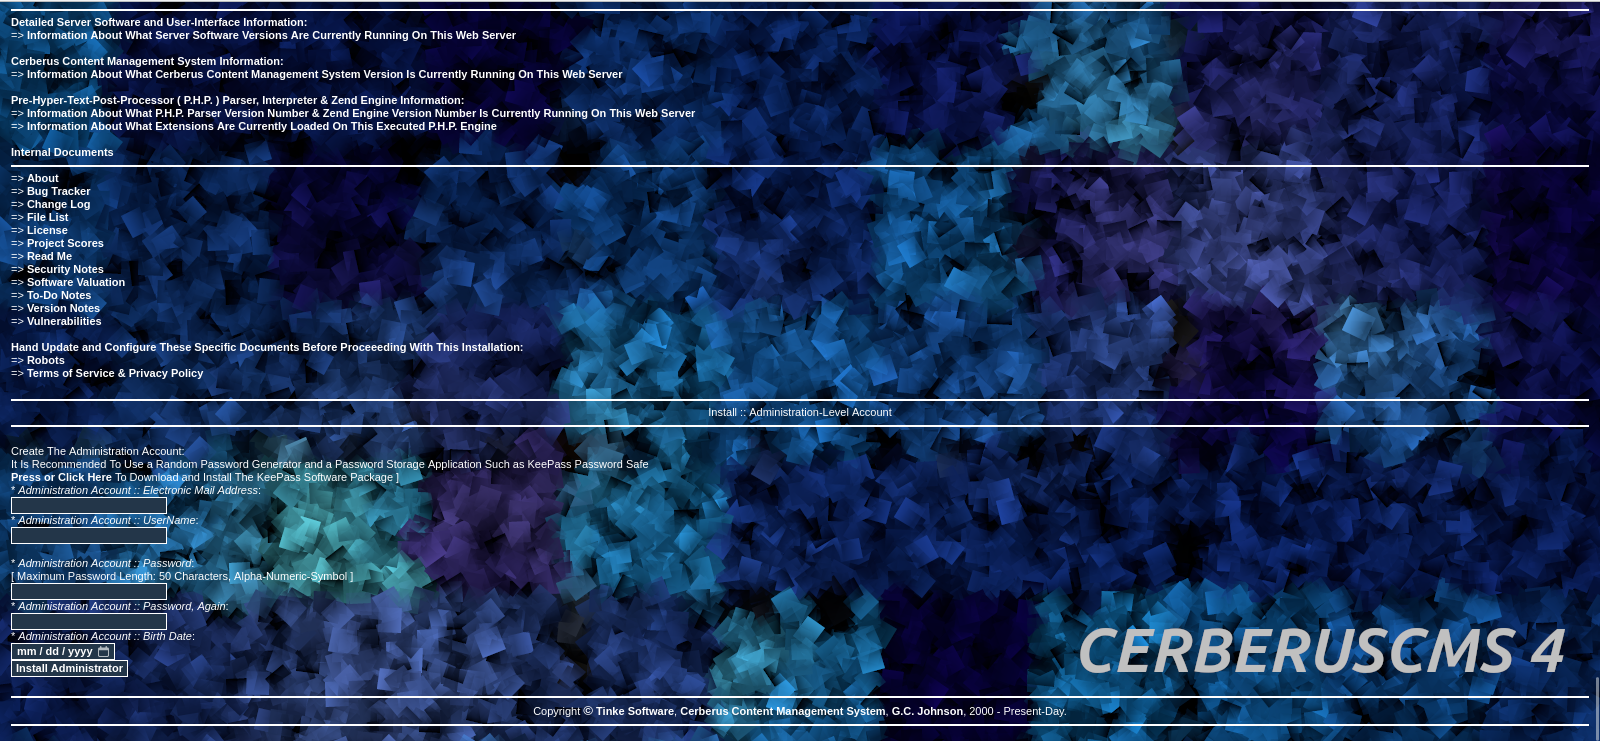 Detailed Server Software and User-Interface Information:
=> Information About What Server Software Versions Are Currently Running On This Web Server
Cerberus Content Management System Information:
=> Information About What Cerberus Content Management System Version Is Currently Running On This Web Server
Pre-Hyper-Text-Post-Processor ( P.H.P. ) Parser, Interpreter & Zend Engine Information:
=> Information About What P.H.P. Parser Version Number & Zend Engine Version Number Is Currently Running On This Web Server
=> Information About What Extensions Are Currently Loaded On This Executed P.H.P. Engine
Internal Documents
=> About
=> Bug Tracker
=> Change Log
=> File List
=> License
=> Project Scores
=> Read Me
=> Security Notes
=> Software Valuation
=> To-Do Notes
=> Version Notes
=> Vulnerabilities
Hand Update and Configure These Specific Documents Before Proceeeding With This Installation:
=> Robots
=> Terms of Service & Privacy Policy
Install :: Administration-Level Account
Create The Administration Account:
It Is Recommended To Use a Random Password Generator and a Password Storage Application Such as KeePass Password Safe
Press or Click Here To Download and Install The KeePass Software Package ]
* Administration Account :: Electronic Mail Address:
* Administration Account :: UserName:
* Administration Account :: Password:
[ Maximum Password Length: 50 Characters, Alpha-Numeric-Symbol ]
* Administration Account :: Password, Again:
* Administration Account :: Birth Date:
mm / dd / yyyy
Install Administrator
CERBERUSCMS 4
Copyright © Tinke Software, Cerberus Content Management System, G.C. Johnson, 2000 - Present-Day.